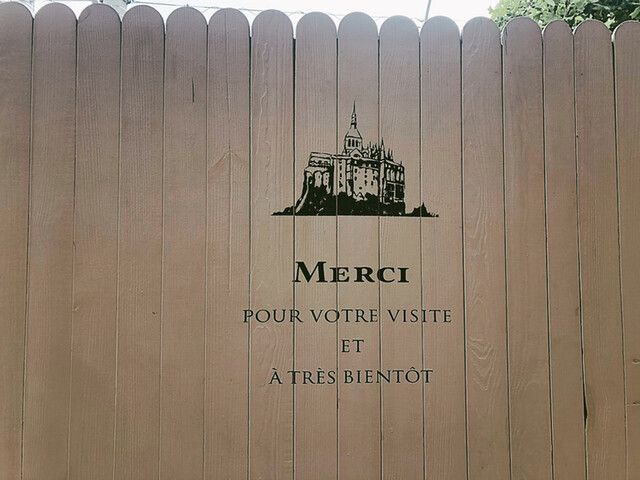 MERCI
POUR VOTRE VISITE
ET
À TRÈS BIENTÔT